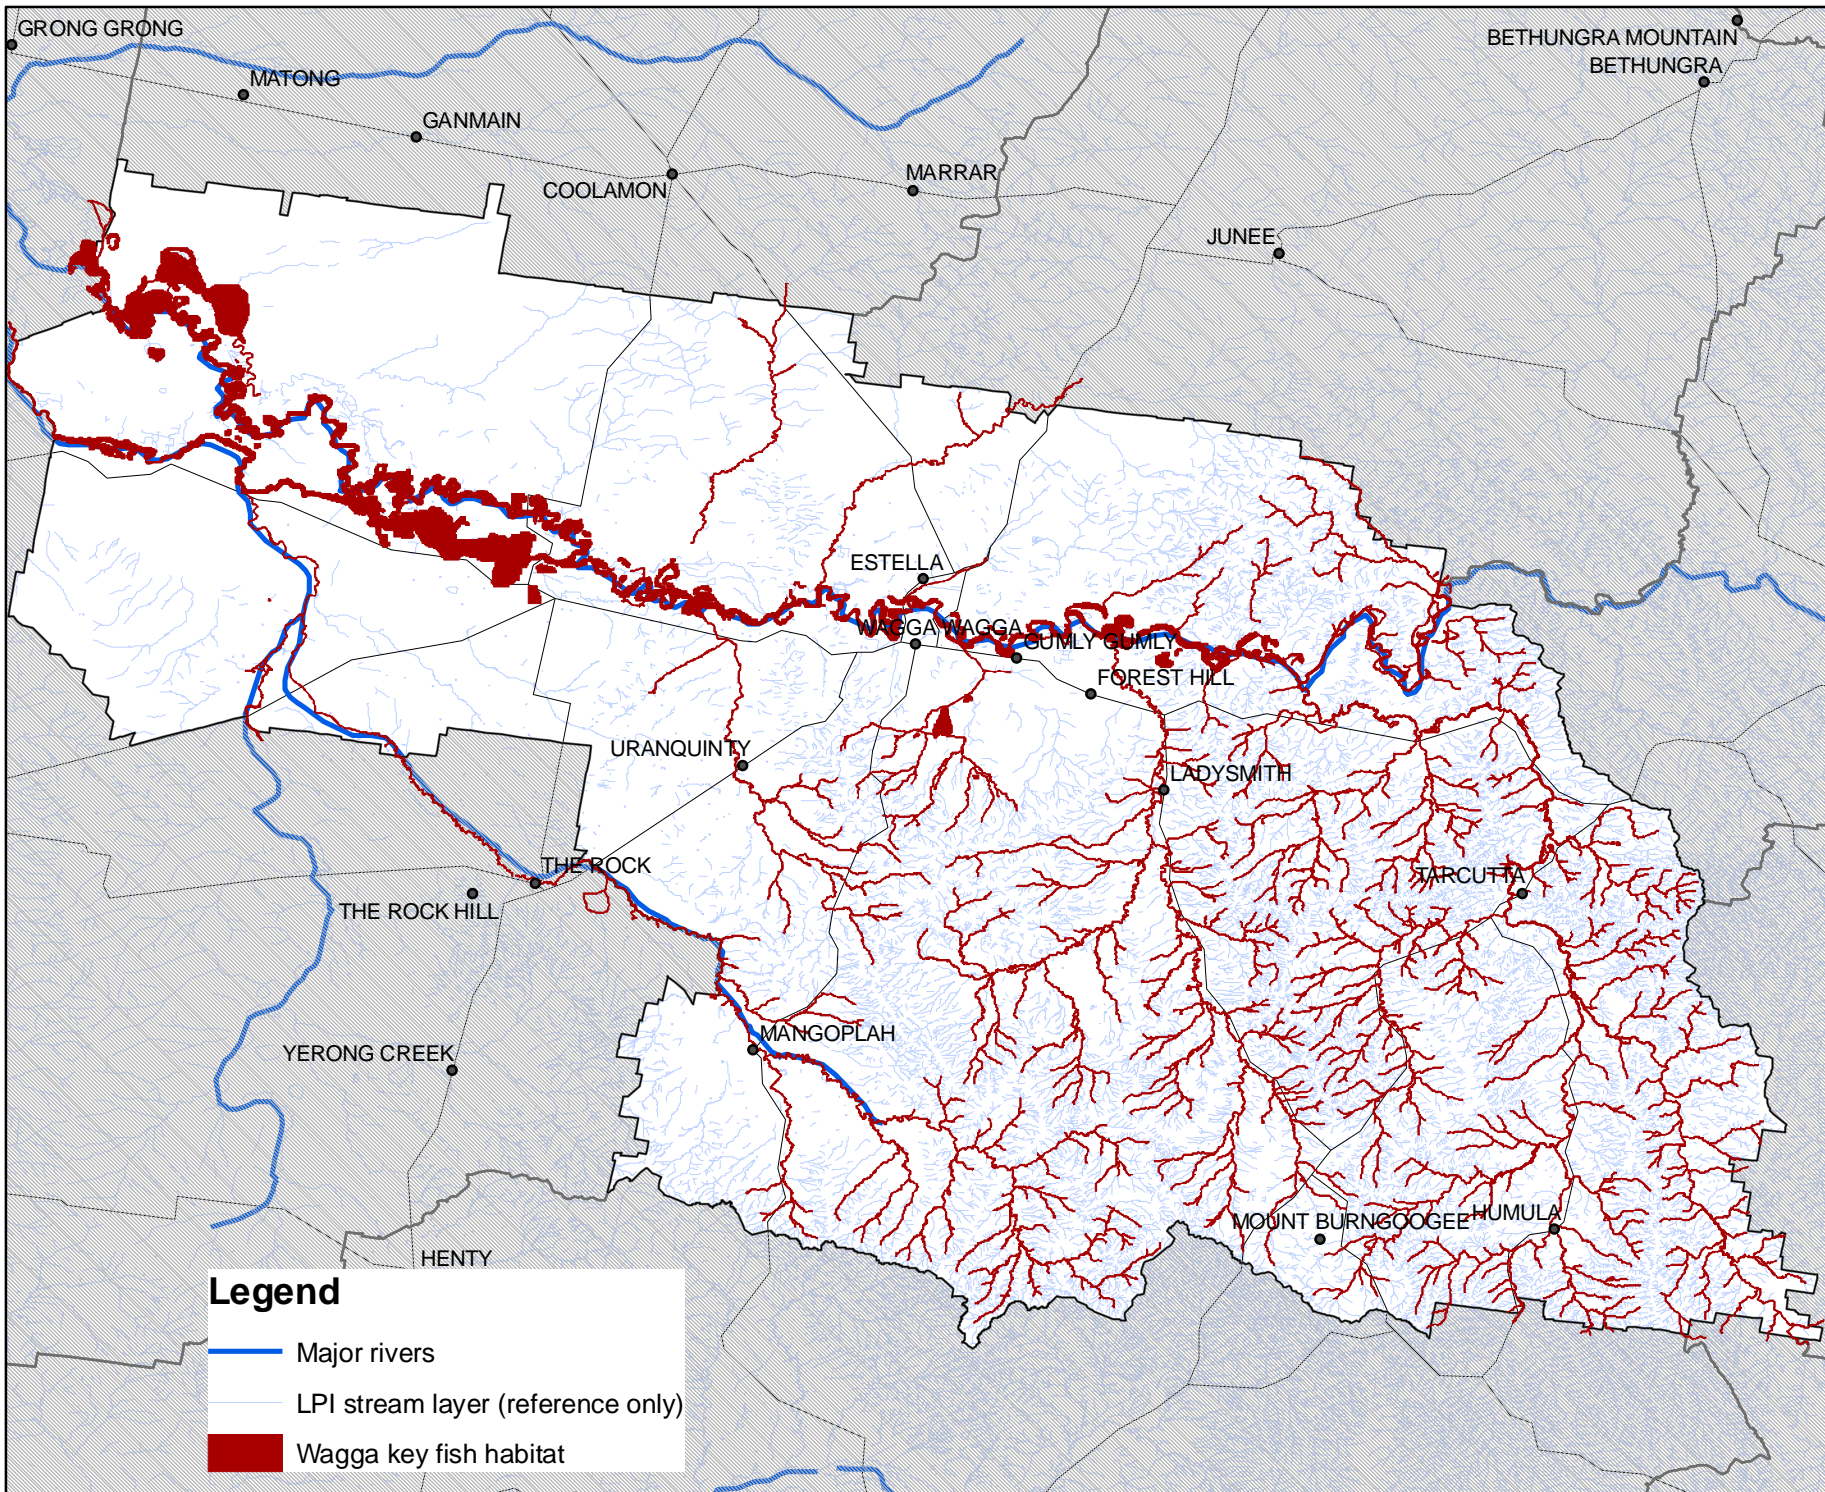 GRONG GRONG
BETHUNGRA MOUNTAIN
BETHUNGRA
MATONG
GANMAIN
COOLAMON
MARRAR
JUNEE
ESTELLA
WAGGA WAGGA
GUMLY GUMLY
FOREST HILL
URANQUINTY
LADYSMITH
THE ROCK
TARCUTTA
THE ROCK HILL
MANGOPLAH
YERONG CREEK
MOUNT BURNGOOGEE
HUMULA
HENTY
Legend
Major rivers
LPI stream layer (reference only)
Wagga key fish habitat